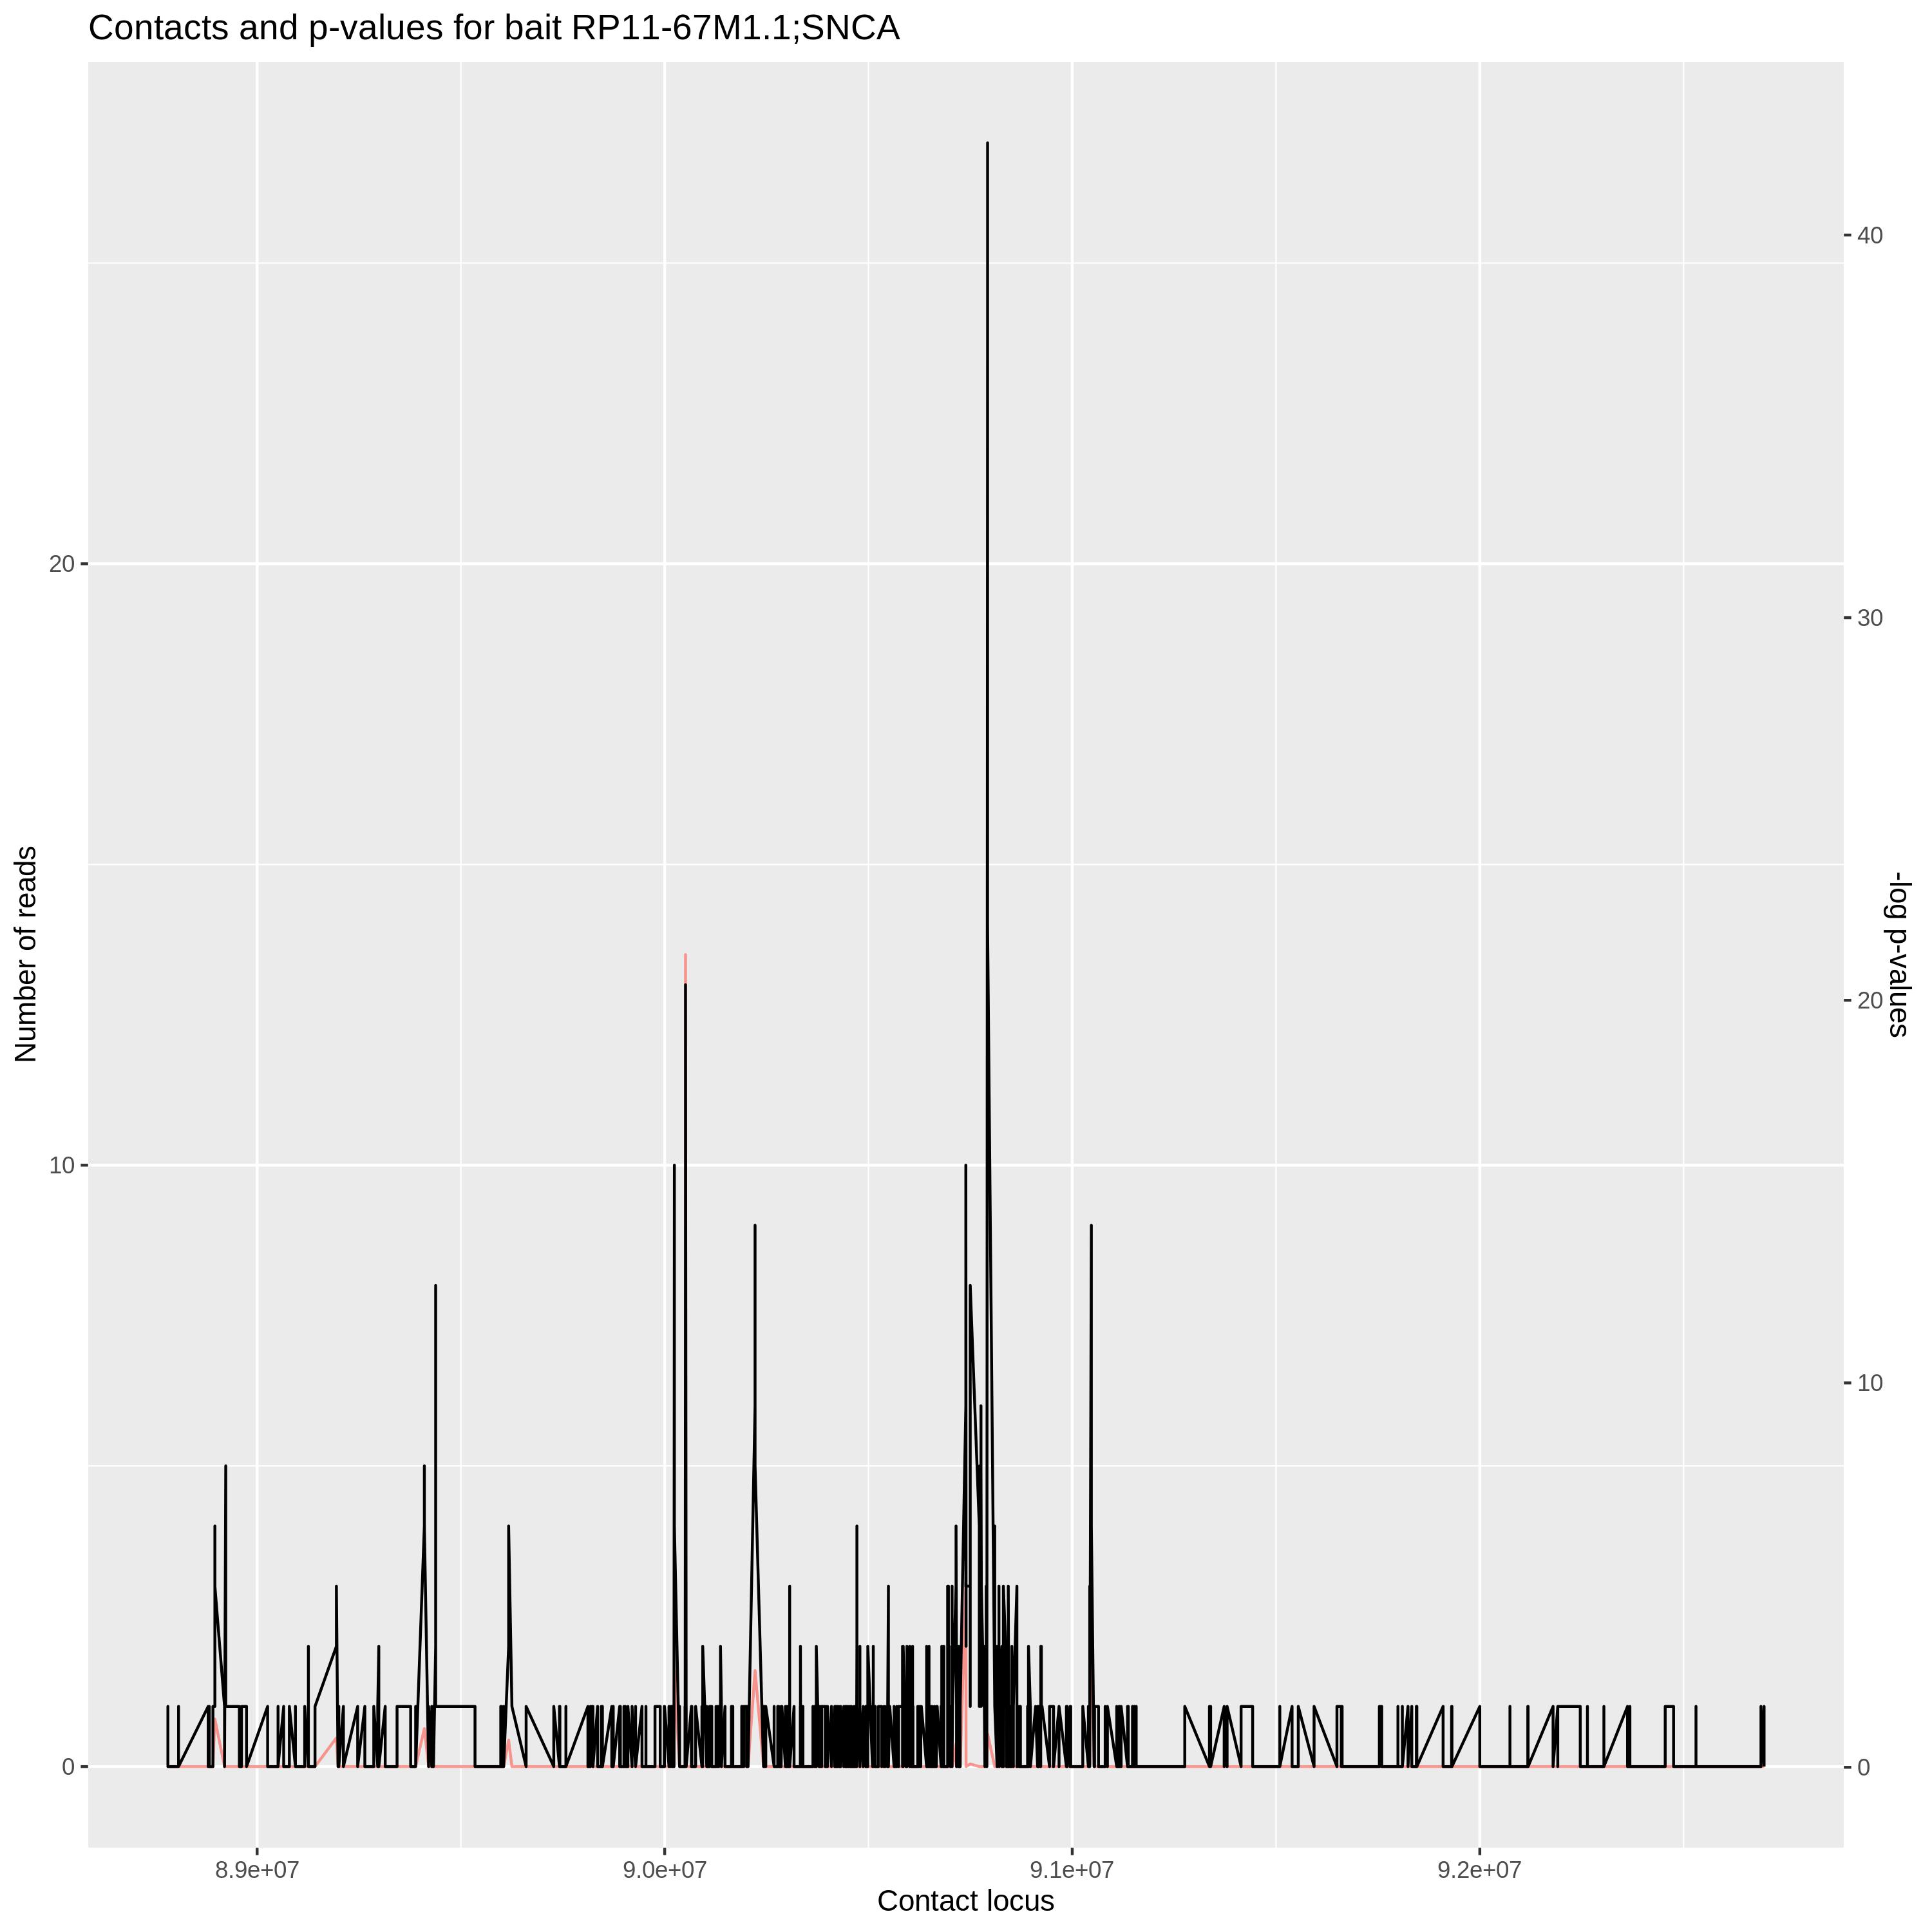 Contacts and p-values for bait RP11-67M1.1;SNCA
Number of reads
20
10
0
40
30
20
10
0
-log p-values
8.9e+07 9.0e+07 9.1e+07 9.2e+07
Contact locus